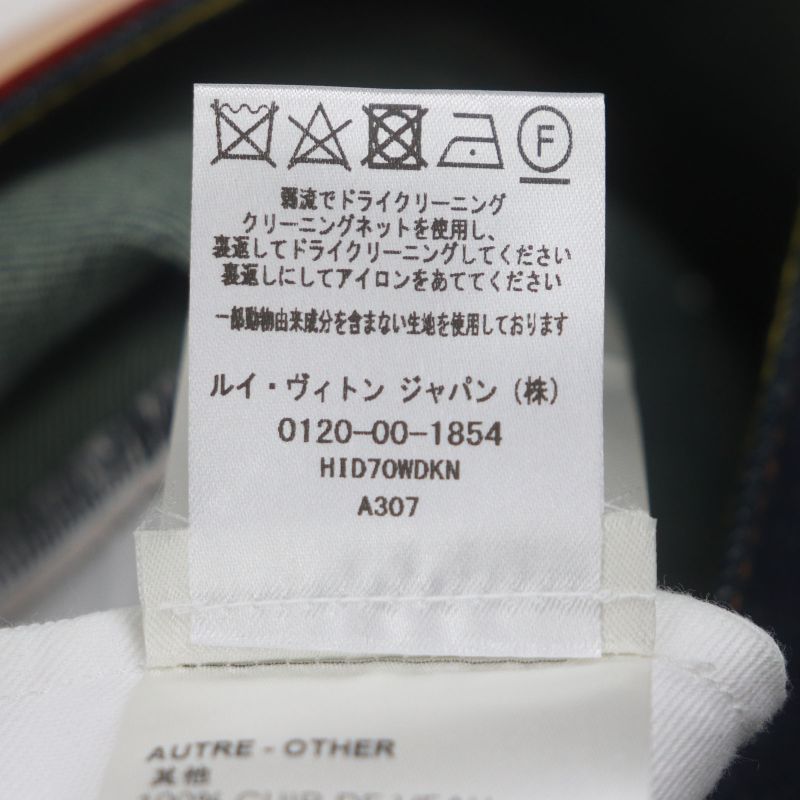 F
弱流でドライクリーニング
クリーニングネットを使用し、
裏返してドライクリーニングしてください
裏返しにしてアイロンをあててください
一部動物由来成分を含まない生地を使用しております
ルイ・ヴィトン ジャパン（株）
0120-00-1854
HID70WDKN
A307
AUTRE - OTHER
其他
100% CUIR DE VEAU